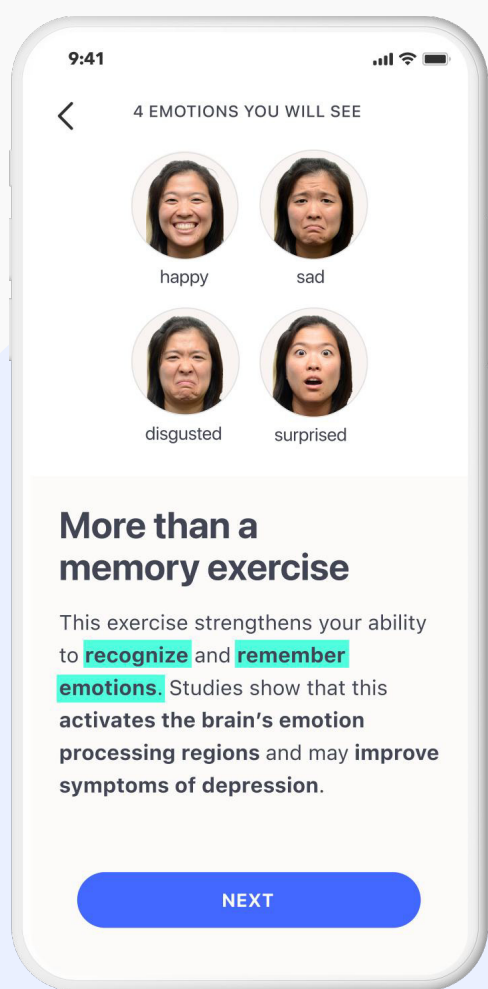 9:41
4 EMOTIONS YOU WILL SEE
happy sad
disgusted surprised
More than a
memory exercise
This exercise strengthens your ability
to recognize and remember
emotions. Studies show that this
activates the brain’s emotion
processing regions and may improve
symptoms of depression.
NEXT